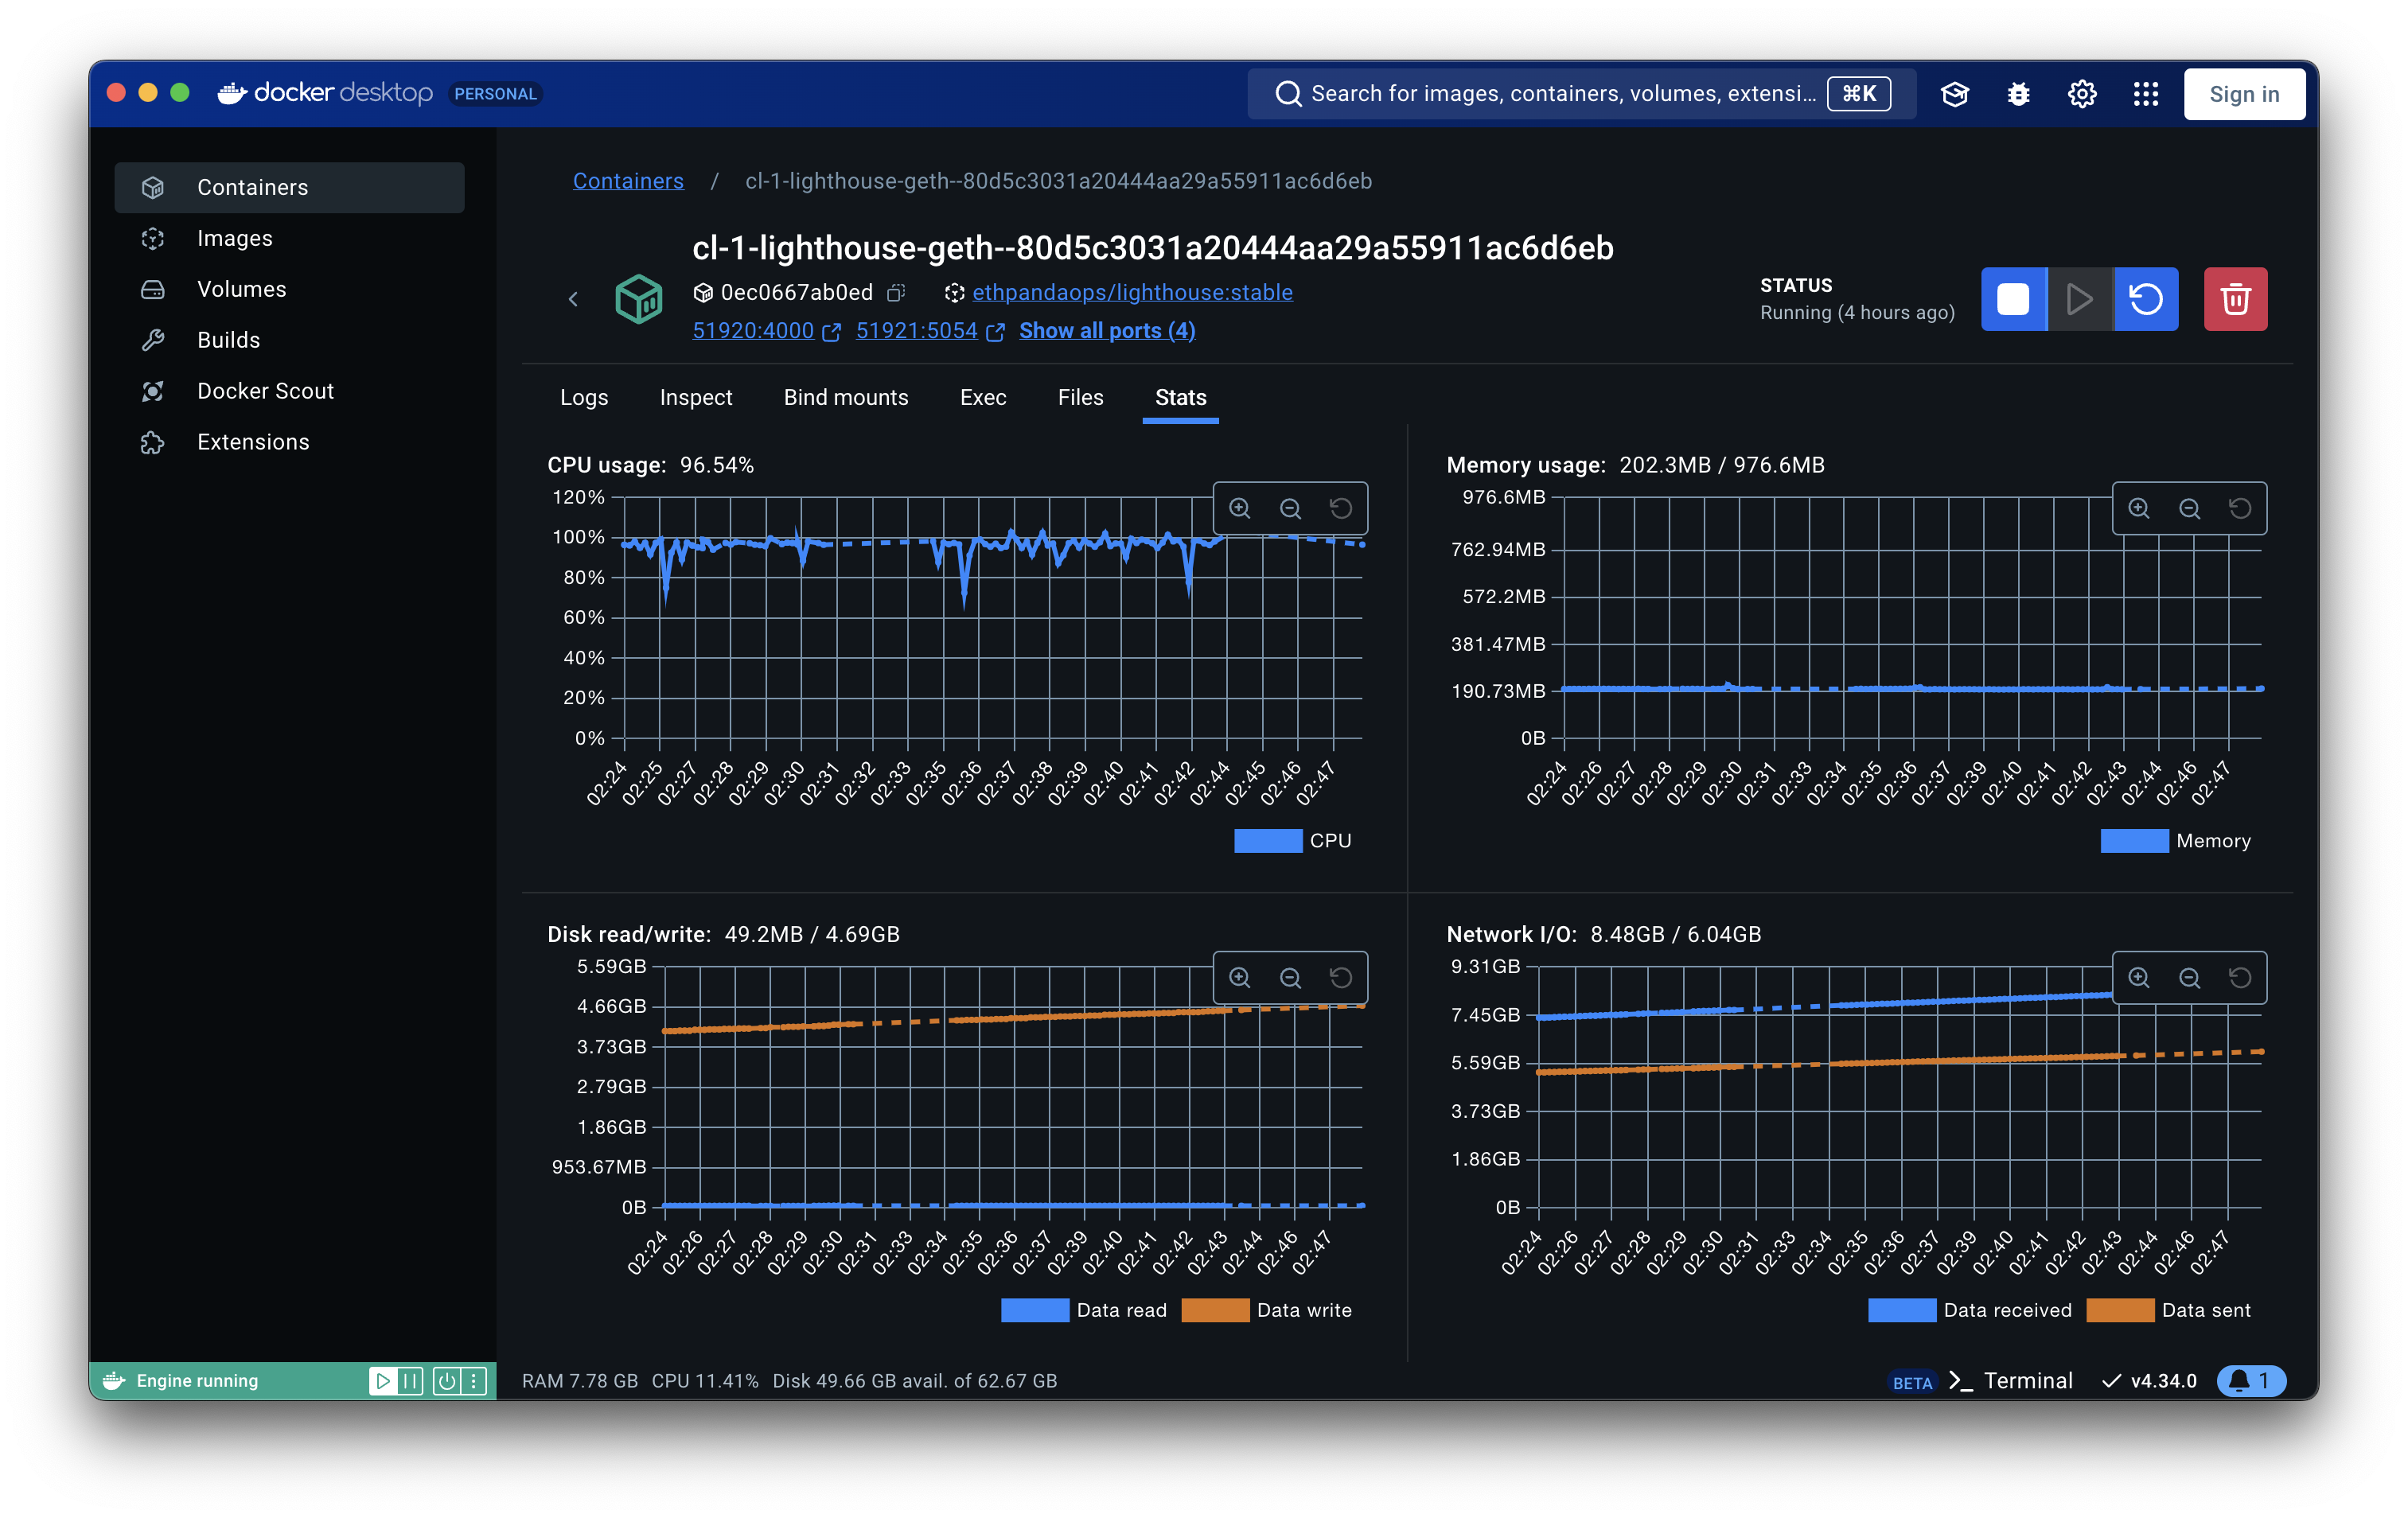 docker desktop PERSONAL
Search for images, containers, volumes, extensi... ⌘K
Sign in
Containers
Images
Volumes
Builds
Docker Scout
Extensions
Containers / cl-1-lighthouse-geth--80d5c3031a20444aa29a55911ac6d6eb
cl-1-lighthouse-geth--80d5c3031a20444aa29a55911ac6d6eb
0ec0667ab0ed ethpandaops/lighthouse:stable
51920:4000 51921:5054 Show all ports (4)
STATUS
Running (4 hours ago)
Logs Inspect Bind mounts Exec Files Stats
CPU usage: 96.54%
120%
100%
80%
60%
40%
20%
0%
02:24 02:25 02:27 02:28 02:29 02:30 02:31 02:32 02:33 02:35 02:36 02:37 02:38 02:39 02:40 02:41 02:42 02:44 02:45 02:46 02:47
CPU
Memory usage: 202.3MB / 976.6MB
976.6MB
762.94MB
572.2MB
381.47MB
190.73MB
0B
02:24 02:26 02:27 02:28 02:29 02:30 02:31 02:33 02:34 02:35 02:36 02:37 02:39 02:40 02:41 02:42 02:43 02:44 02:46 02:47
Memory
Disk read/write: 49.2MB / 4.69GB
5.59GB
4.66GB
3.73GB
2.79GB
1.86GB
953.67MB
0B
02:24 02:26 02:27 02:28 02:29 02:30 02:31 02:33 02:34 02:35 02:36 02:37 02:39 02:40 02:41 02:42 02:43 02:44 02:46 02:47
Data read Data write
Network I/O: 8.48GB / 6.04GB
9.31GB
7.45GB
5.59GB
3.73GB
1.86GB
0B
02:24 02:26 02:27 02:28 02:29 02:30 02:31 02:33 02:34 02:35 02:36 02:37 02:39 02:40 02:41 02:42 02:43 02:44 02:46 02:47
Data received Data sent
Engine running
RAM 7.78 GB CPU 11.41% Disk 49.66 GB avail. of 62.67 GB
BETA >_ Terminal v4.34.0 1